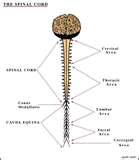 THE SPINAL CORD
Cervical
Area
SPINAL CORD
Thoracic
Area
Conus
Medullaris
Lumbar
Area
CAUDA EQUINA
Sacral
Area
Coccygeal
Area